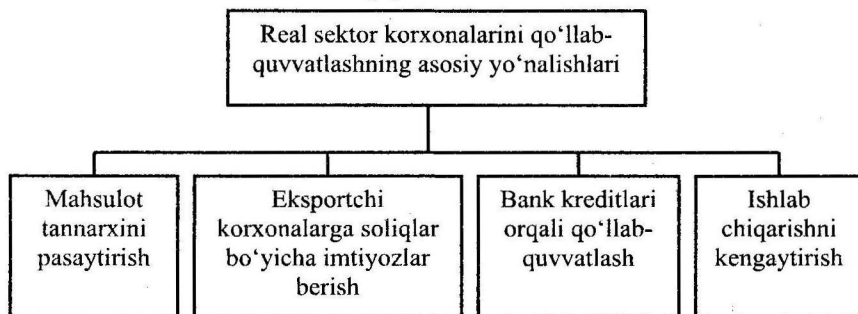 Real sektor korxonalarini qo‘llab-
quvvatlashning asosiy yo‘nalishlari
Mahsulot
tannarxini
pasaytirish
Eksportchi
korxonalarga soliqlar
bo‘yicha imtiyozlar
berish
Bank kreditlari
orqali qo‘llab-
quvvatlash
Ishlab
chiqarishni
kengaytirish